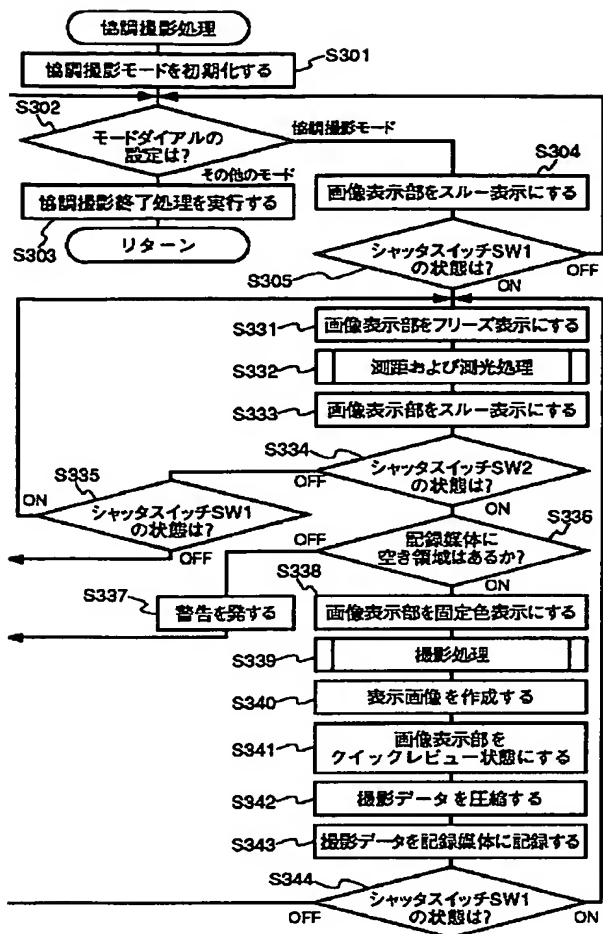 協調撮影処理
S301
協調撮影モードを初期化する
S302
モードダイアルの
設定は?
協調撮影モード
その他のモード
S304
画像表示部をスルー表示にする
協調撮影終了処理を実行する
S303
リターン
シャッタスイッチSW1
の状態は?
S305
OFF
ON
S331
画像表示部をフリーズ表示にする
S332
測距および測光処理
S333
画像表示部をスルー表示にする
S334
シャッタスイッチSW2
の状態は?
OFF
ON
S335
ON
シャッタスイッチSW1
の状態は?
OFF
S336
記録媒体に
空き領域はあるか?
OFF
ON
S337
警告を発する
S338
画像表示部を固定色表示にする
S339
撮影処理
S340
表示画像を作成する
S341
画像表示部を
クイックレビュー状態にする
S342
撮影データを圧縮する
S343
撮影データを記録媒体に記録する
S344
シャッタスイッチSW1
の状態は?
OFF
ON